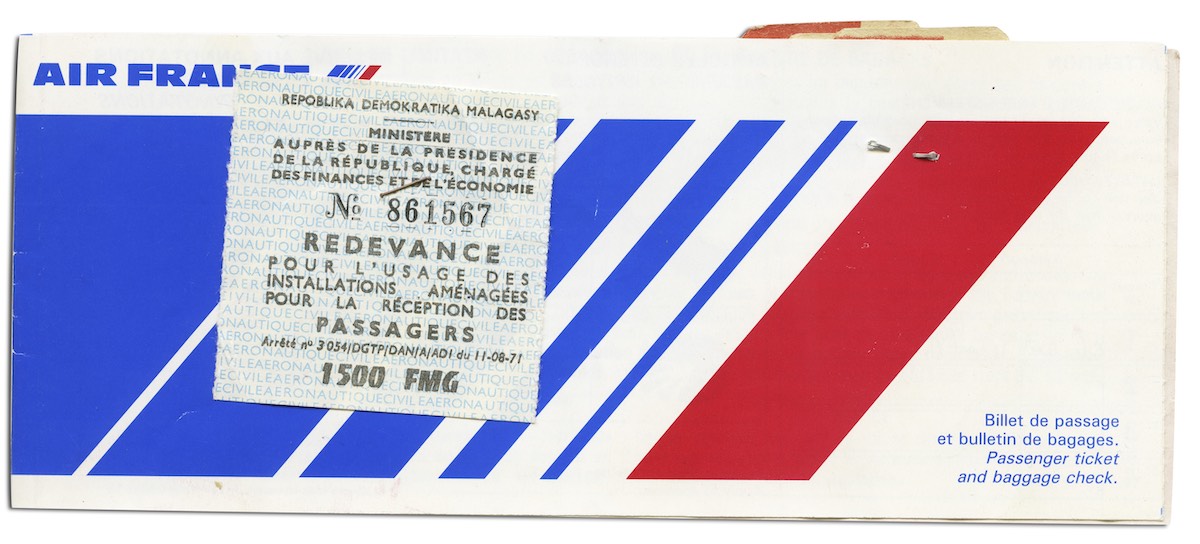 AIR FRANCE
REPOBLIKA DEMOKRATIKA MALAGASY
MINISTERE
AUPRÈS DE LA PRÉSIDENCE
DE LA RÉPUBLIQUE, CHARGÉ
DES FINANCES ET DE L'ÉCONOMIE
№ 861567
REDEVANCE
POUR L'USAGE DES
INSTALLATIONS AMÉNAGÉES
POUR LA RÉCEPTION DES
PASSAGERS
Arrêté nº 3054/DGTP/DAN/A/ADI du 11-08-71
1500 FMG
Billet de passage
et bulletin de bagages.
Passenger ticket
and baggage check.